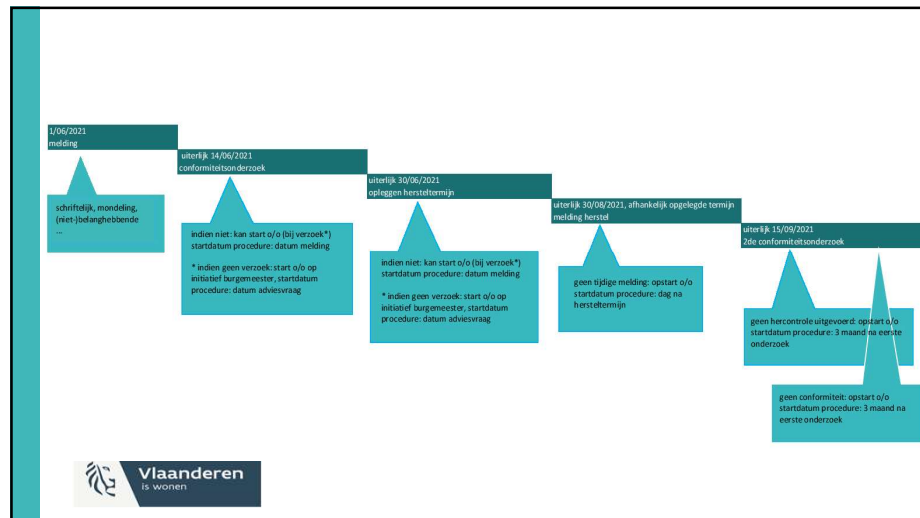 1/06/2021
melding
schriftelijk, mondeling,
(niet-)belanghebbende
...
uiterlijk 14/06/2021
conformiteitsonderzoek
indien niet: kan start o/o (bij verzoek*)
startdatum procedure: datum melding
* indien geen verzoek: start o/o op
initiatief burgemeester, startdatum
procedure: datum adviesvraag
uiterlijk 30/06/2021
opleggen hersteltermijn
indien niet: kan start o/o (bij verzoek*)
startdatum procedure: datum melding
* indien geen verzoek: start o/o op
initiatief burgemeester, startdatum
procedure: datum adviesvraag
uiterlijk 30/08/2021, afhankelijk opgelegde termijn
melding herstel
geen tijdige melding: opstart o/o
startdatum procedure: dag na
hersteltermijn
uiterlijk 15/09/2021
2de conformiteitsonderzoek
geen hercontrole uitgevoerd: opstart o/o
startdatum procedure: 3 maand na eerste
onderzoek
geen conformiteit: opstart o/o
startdatum procedure: 3 maand na
eerste onderzoek
Vlaanderen
is wonen